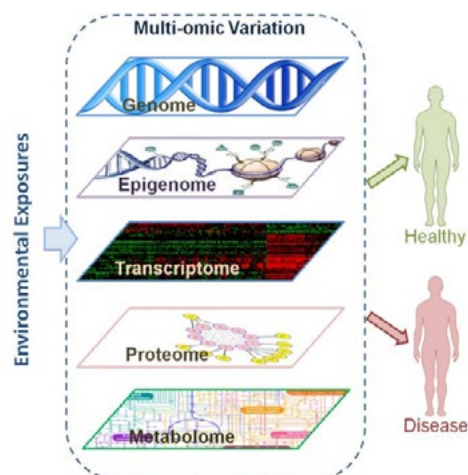 Multi-omic Variation
Genome
Epigenome
Transcriptome
Proteome
Metabolome
Environmental Exposures
Healthy
Disease